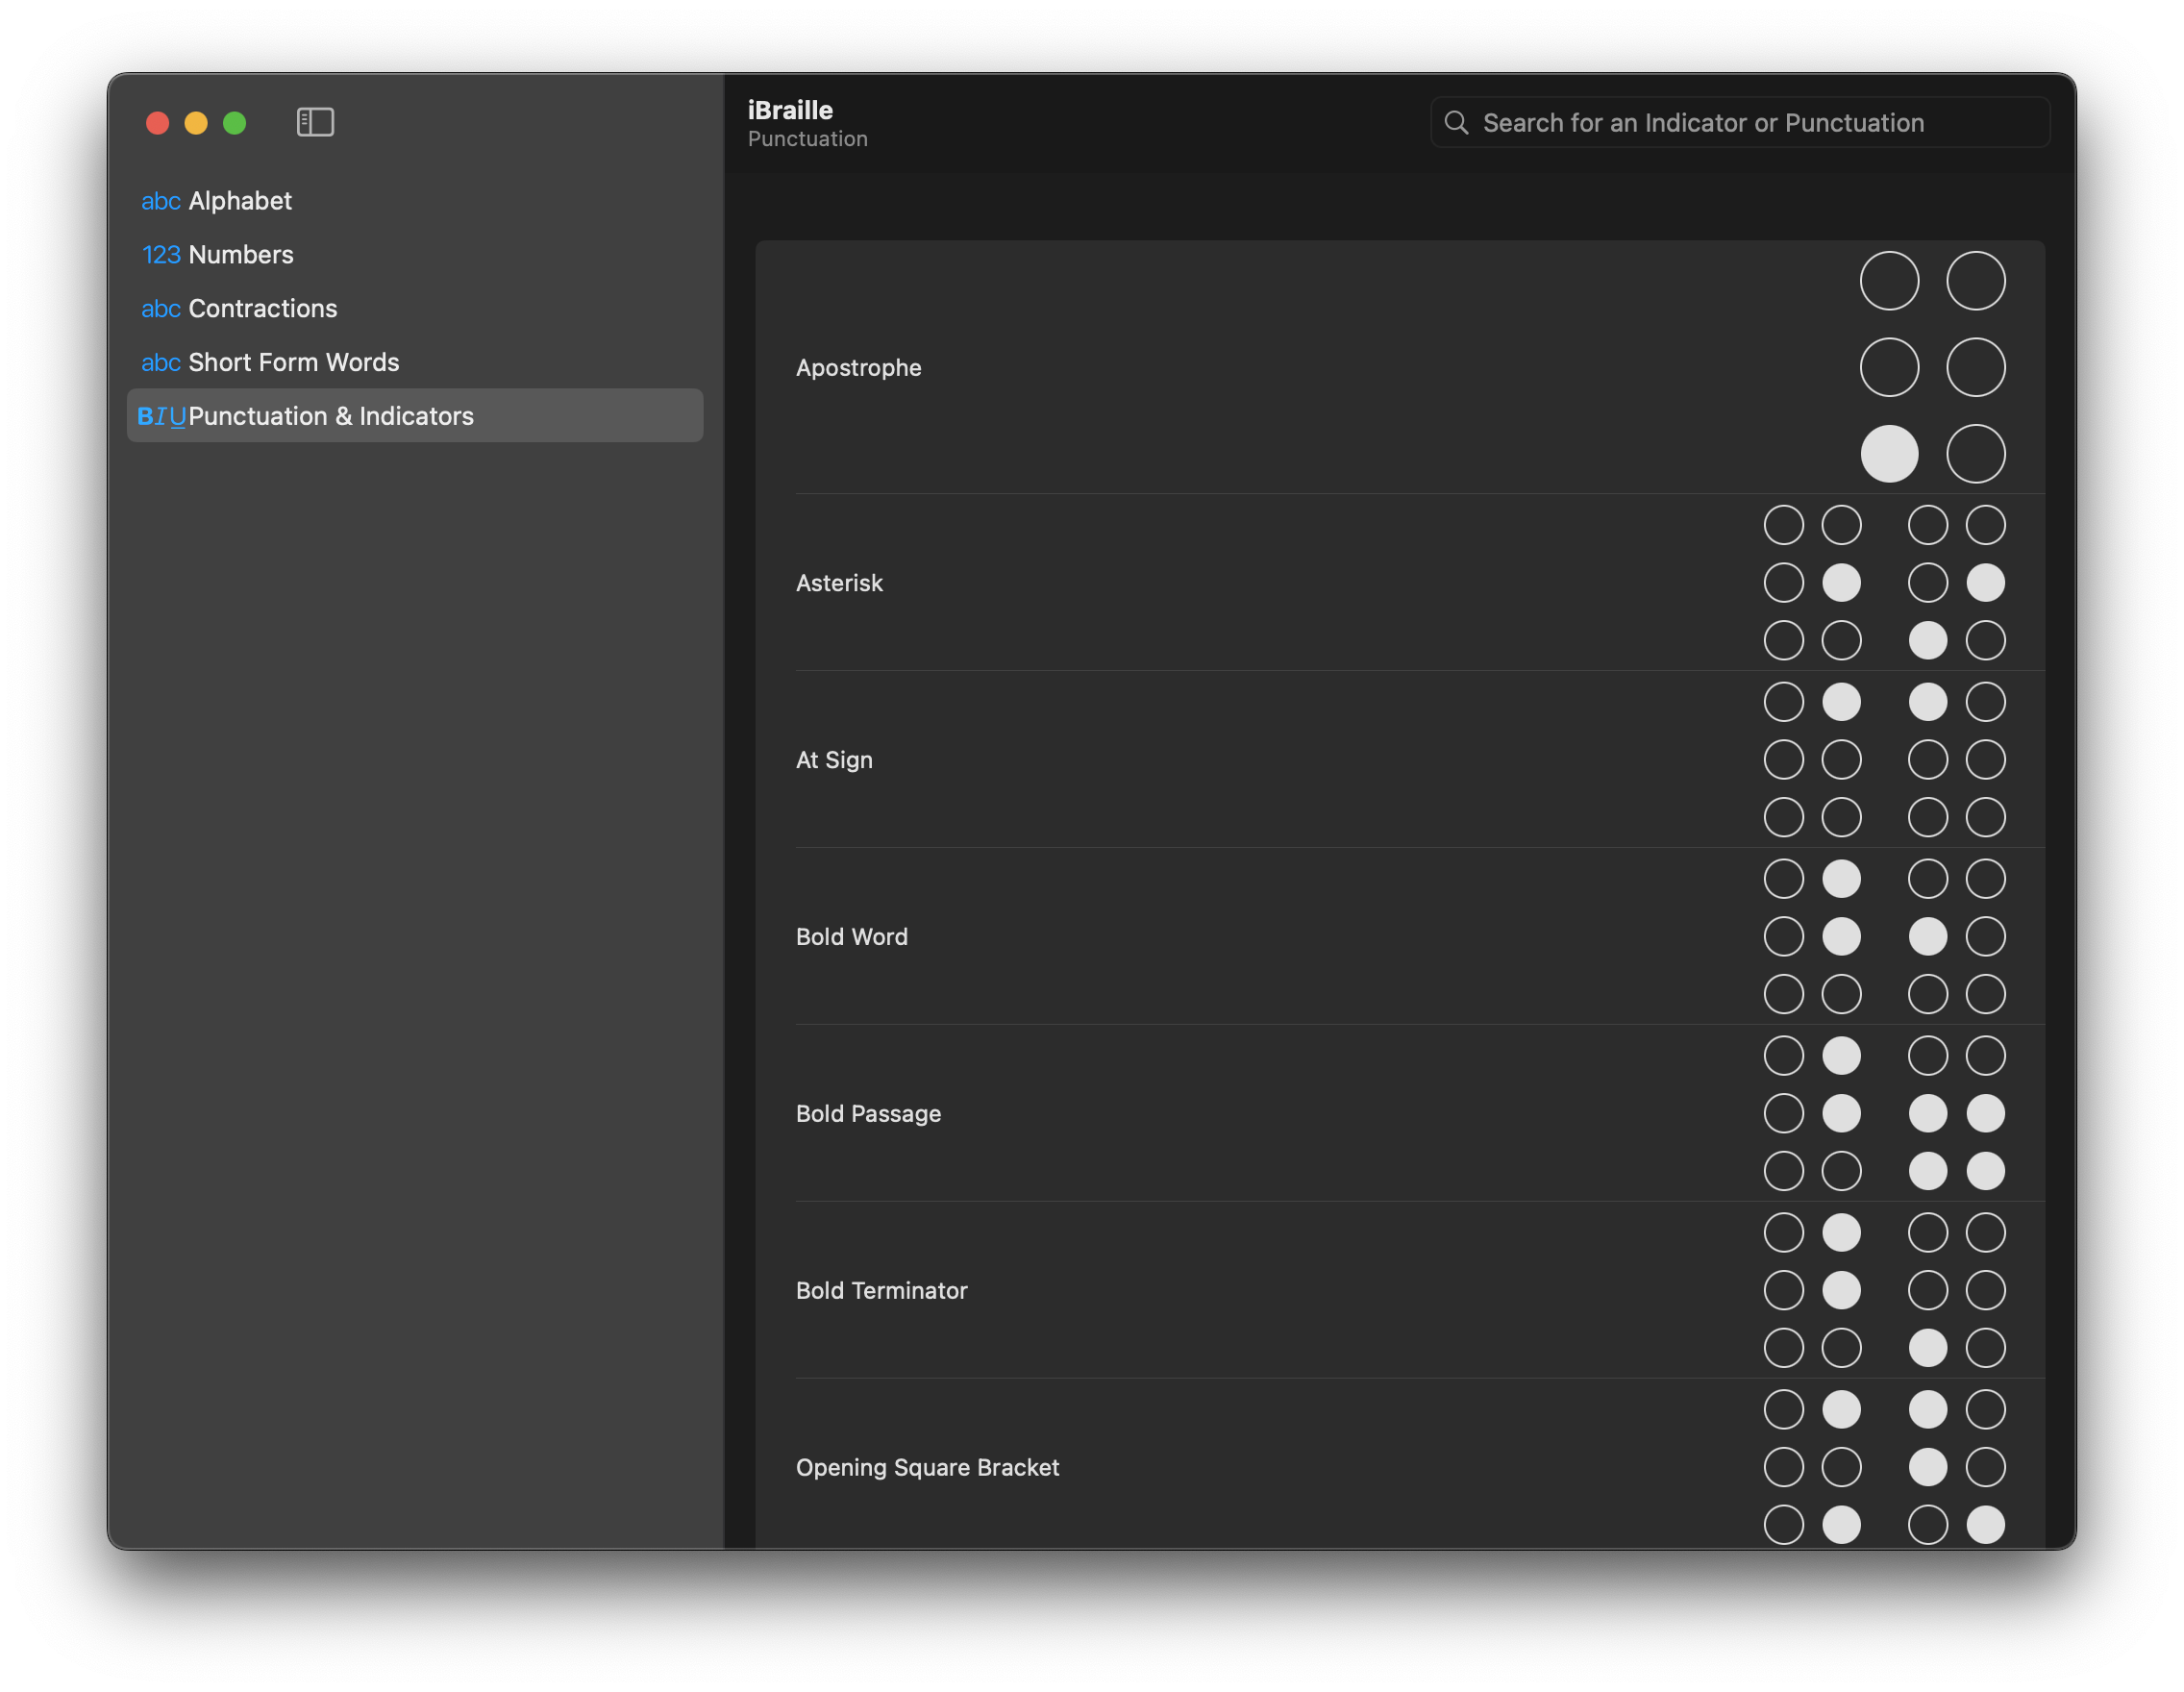 iBraille
Punctuation
Search for an Indicator or Punctuation
abc Alphabet
123 Numbers
abc Contractions
abc Short Form Words
BIU Punctuation & Indicators
Apostrophe
Asterisk
At Sign
Bold Word
Bold Passage
Bold Terminator
Opening Square Bracket